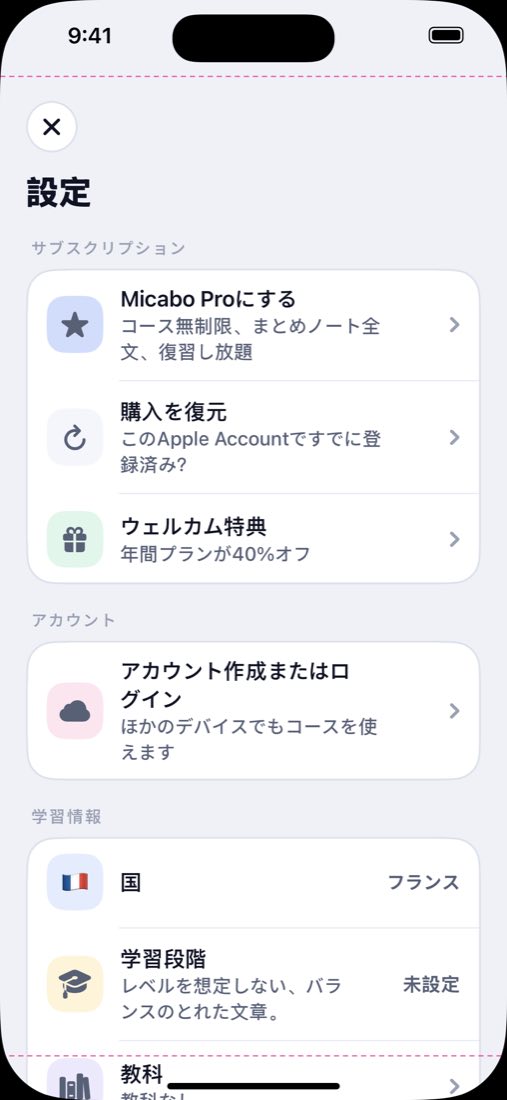 9:41
設定
サブスクリプション
Micabo Proにする
コース無制限、まとめノート全
文、復習し放題
購入を復元
このApple Accountですでに登
録済み?
ウェルカム特典
年間プランが40%オフ
アカウント
アカウント作成またはロ
グイン
ほかのデバイスでもコースを使
えます
学習情報
国
フランス
学習段階
レベルを想定しない、バラ
ンスのとれた文章。
未設定
教科
教科なし